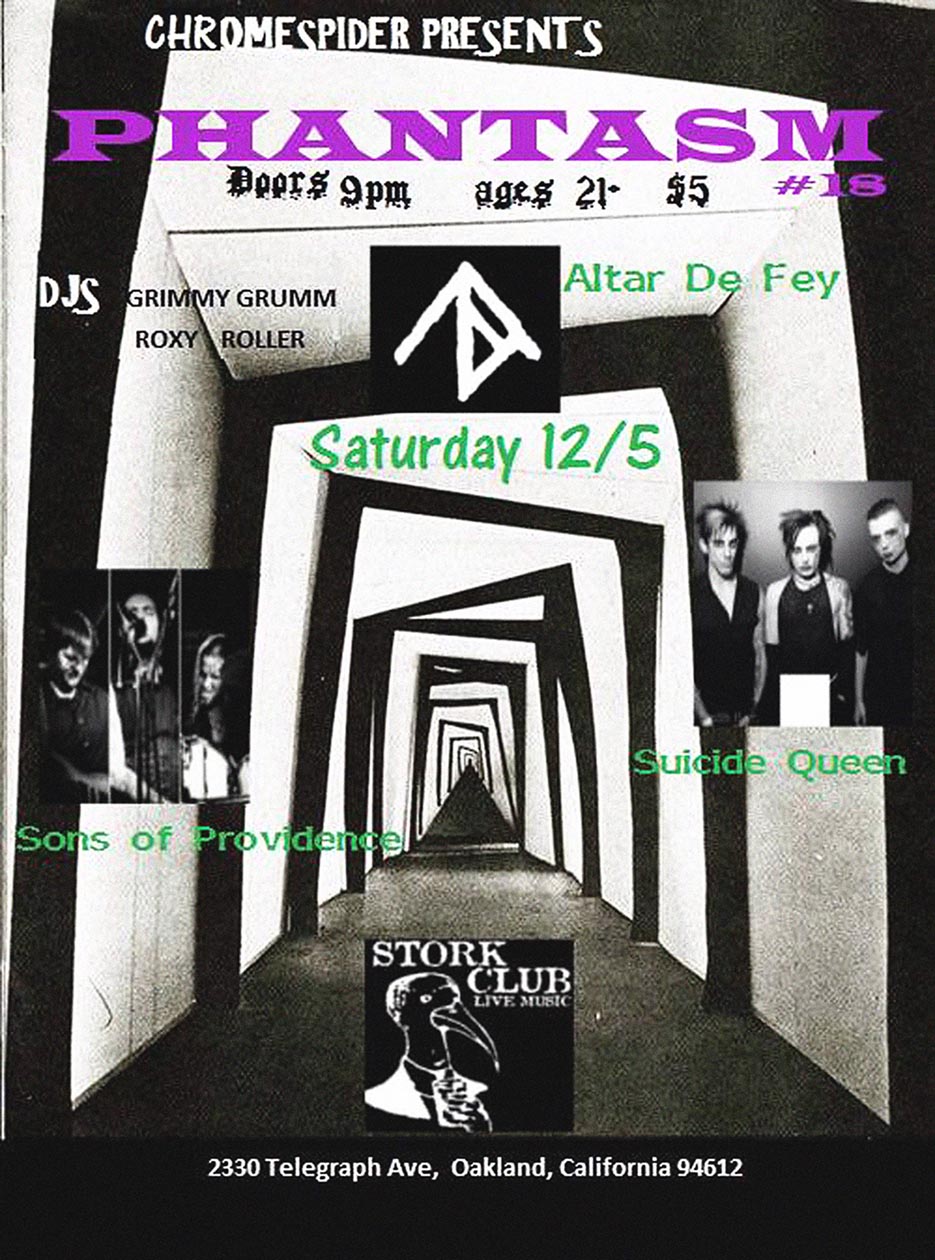 CHROMESPIDER PRESENTS
PHANTASM
Doors 9pm ages 21+ $5 #18
DJS GRIMMY GRUMM
ROXY ROLLER
Altar De Fey
Saturday 12/5
Suicide Queen
Sons of Providence
STORK
CLUB
LIVE MUSIC
2330 Telegraph Ave, Oakland, California 94612